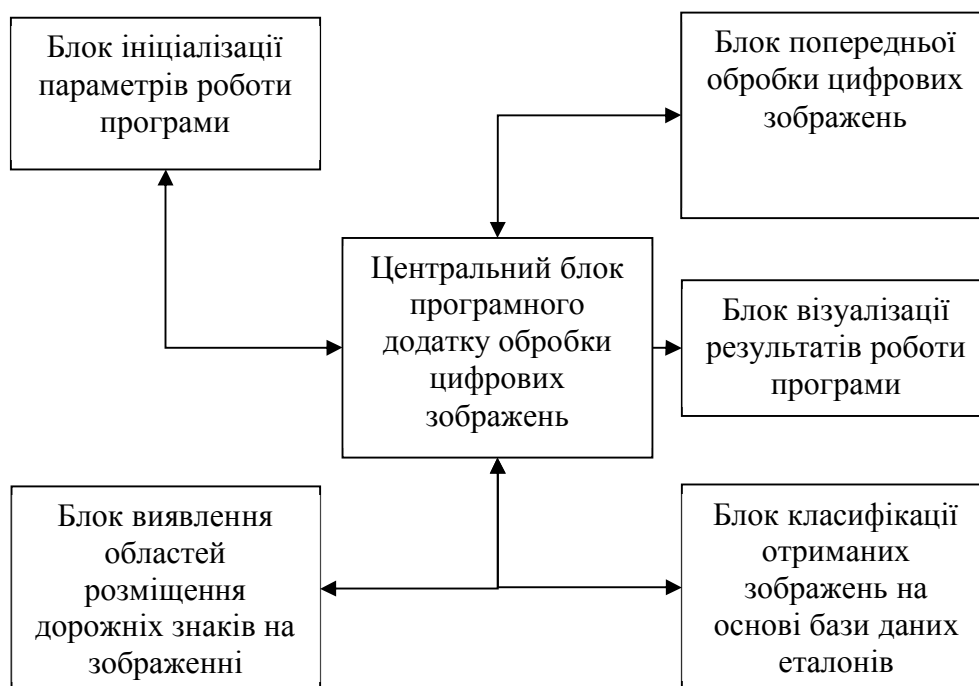 Блок ініціалізації
параметрів роботи
програми
Блок попередньої
обробки цифрових
зображень
Центральний блок
програмного
додатку обробки
цифрових
зображень
Блок візуалізації
результатів роботи
програми
Блок виявлення
областей
розміщення
дорожніх знаків на
зображенні
Блок класифікації
отриманих
зображень на
основі бази даних
еталонів